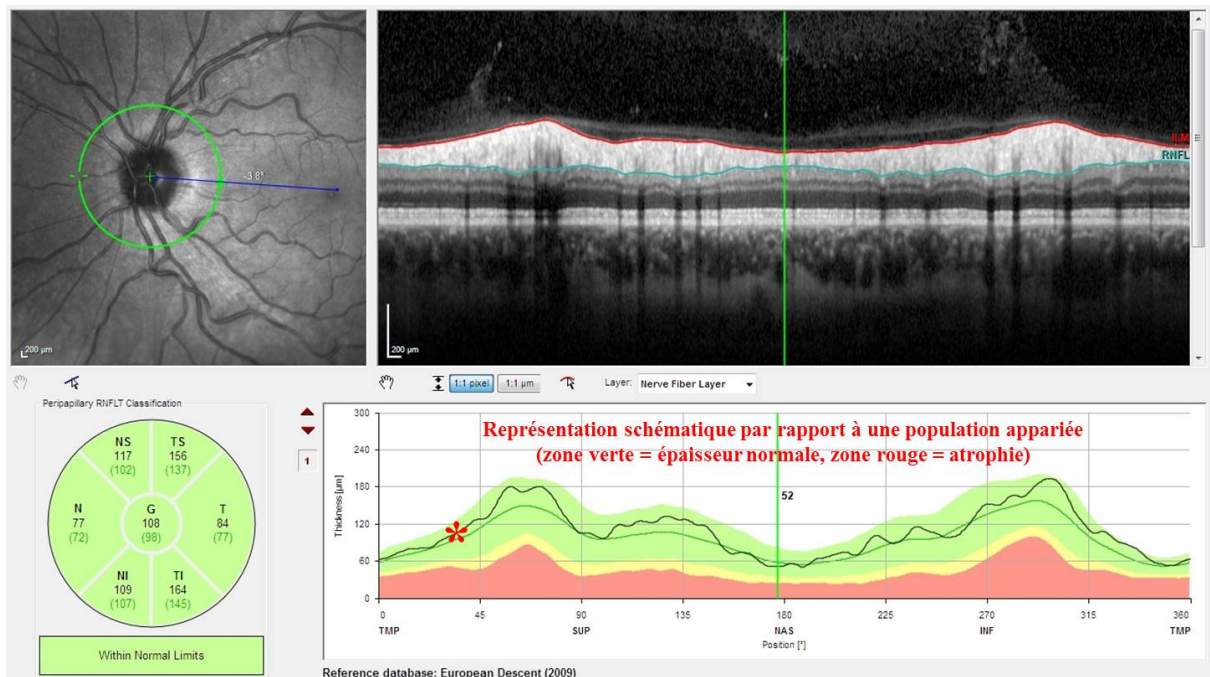 -3.8°
200 µm
ILM
RNFL
200 µm
1:1 pixel
1:1 µm
Layer:
Nerve Fiber Layer
Peripapillary RNFLT Classification
NS
117
(102)
TS
156
(137)
N
77
(72)
G
108
(98)
T
84
(77)
NI
109
(107)
TI
164
(145)
Within Normal Limits
1
Représentation schématique par rapport à une population appariée
(zone verte = épaisseur normale, zone rouge = atrophie)
*
52
Thickness [µm]
300
240
180
120
60
0
0 45 90 135 180 225 270 315 360
TMP SUP NAS INF TMP
Position [°]
Reference database: European Descent (2009)